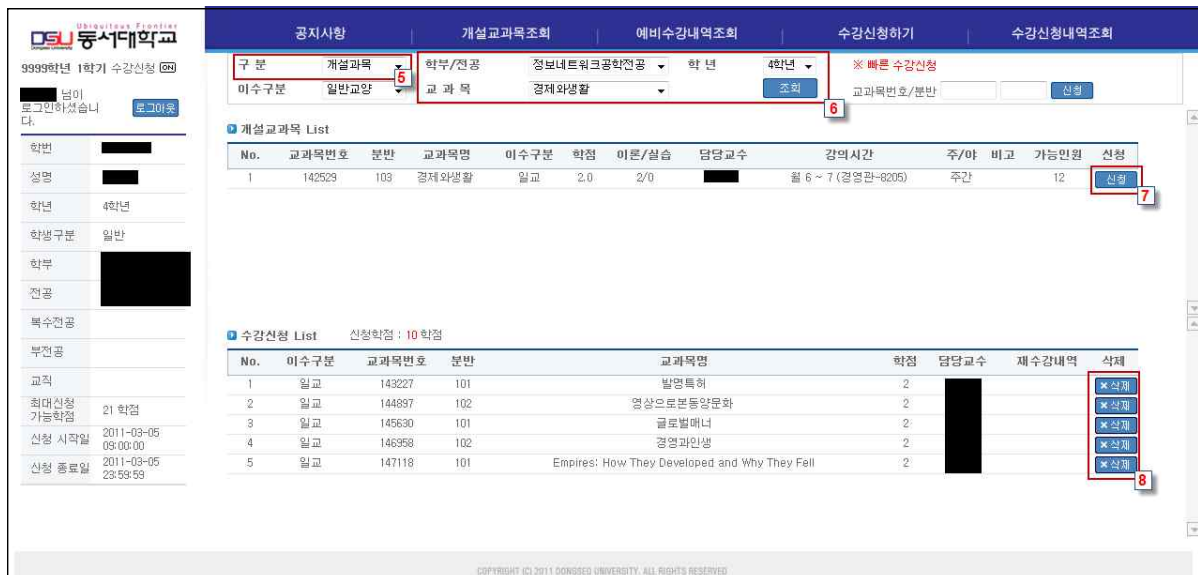 Ubiquitous Frontier
DSU 동서대학교
Dongseo University
공지사항 | 개설교과목조회 | 예비수강내역조회 | 수강신청하기 | 수강신청내역조회
9999학년 1학기 수강신청 ON
님이
로그인하셨습니
다.
로그아웃
학번
성명
학년 4학년
학생구분 일반
학부
전공
복수전공
부전공
교직
최대신청
가능학점 21 학점
신청 시작일 2011-03-05
09:00:00
신청 종료일 2011-03-05
23:59:59
구 분 개설과목 5 학부/전공 정보네트워크공학전공 학 년 4학년 ※ 빠른 수강신청
이수구분 일반교양 교 과 목 경제와생활 조회 6 교과목번호/분반 신청
개설교과목 List
No. 교과목번호 분반 교과목명 이수구분 학점 이론/실습 담당교수 강의시간 주/야 비고 가능인원 신청
1 142529 103 경제와생활 일교 2.0 2/0 월 6 ~ 7 (경영관-8205) 주간 12 신청 7
수강신청 List 신청학점 : 10 학점
No. 이수구분 교과목번호 분반 교과목명 학점 담당교수 재수강내역 삭제
1 일교 143227 101 발명특허 2 ×삭제
2 일교 144897 102 영상으로본동양문화 2 ×삭제
3 일교 145630 101 글로벌매너 2 ×삭제
4 일교 146958 102 경영과인생 2 ×삭제
5 일교 147118 101 Empires: How They Developed and Why They Fell 2 ×삭제
8
COPYRIGHT (C) 2011 DONGSEO UNIVERSITY. ALL RIGHTS RESERVED